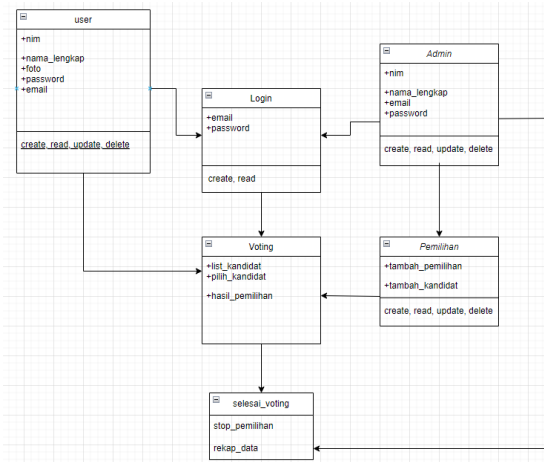 user
+nim
+nama_lengkap
+foto
+password
+email
create, read, update, delete
Login
+email
+password
create, read
Admin
+nim
+nama_lengkap
+email
+password
create, read, update, delete
Voting
+list_kandidat
+pilih_kandidat
+hasil_pemilihan
Pemilihan
+tambah_pemilihan
+tambah_kandidat
create, read, update, delete
selesai_voting
stop_pemilihan
rekap_data